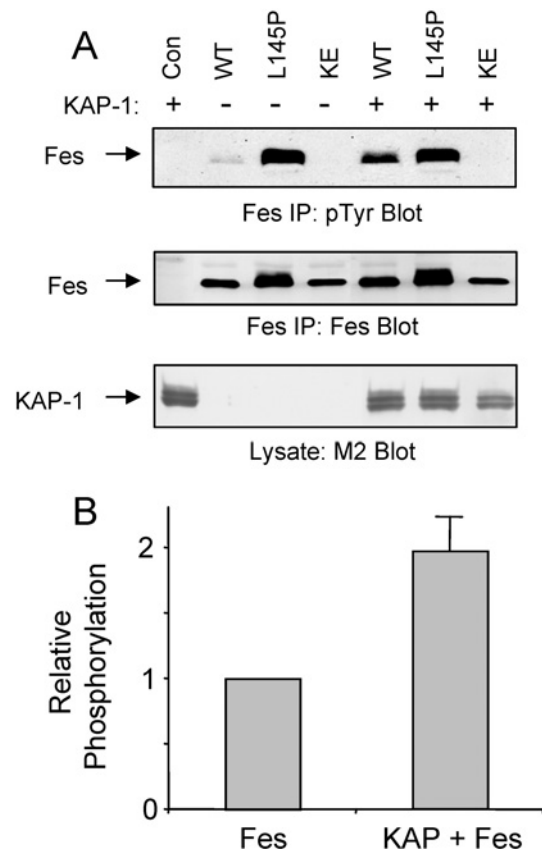 A
Con WT L145P KE WT L145P KE
KAP-1: + - - - + + +
Fes
Fes IP: pTyr Blot
Fes
Fes IP: Fes Blot
KAP-1
Lysate: M2 Blot
B
Relative
Phosphorylation
2
1
0
Fes KAP + Fes